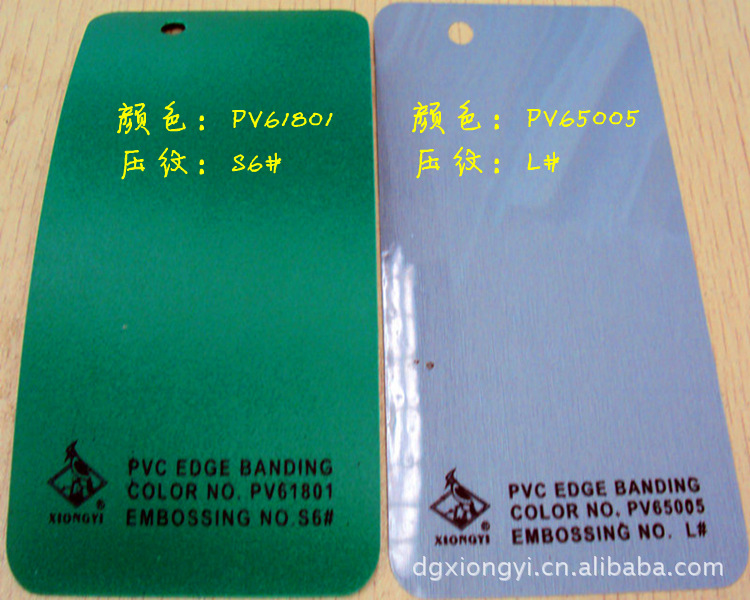 颜色：PV61801
压纹：S6#
颜色：PV65005
压纹：L#
PVC EDGE BANDING
COLOR NO. PV61801
EMBOSSING NO.S6#
XIONGYI®
PVC EDGE BANDING
COLOR NO. PV65005
EMBOSSING NO. L#
XIONGYI®
dgxiongyi.cn.alibaba.com